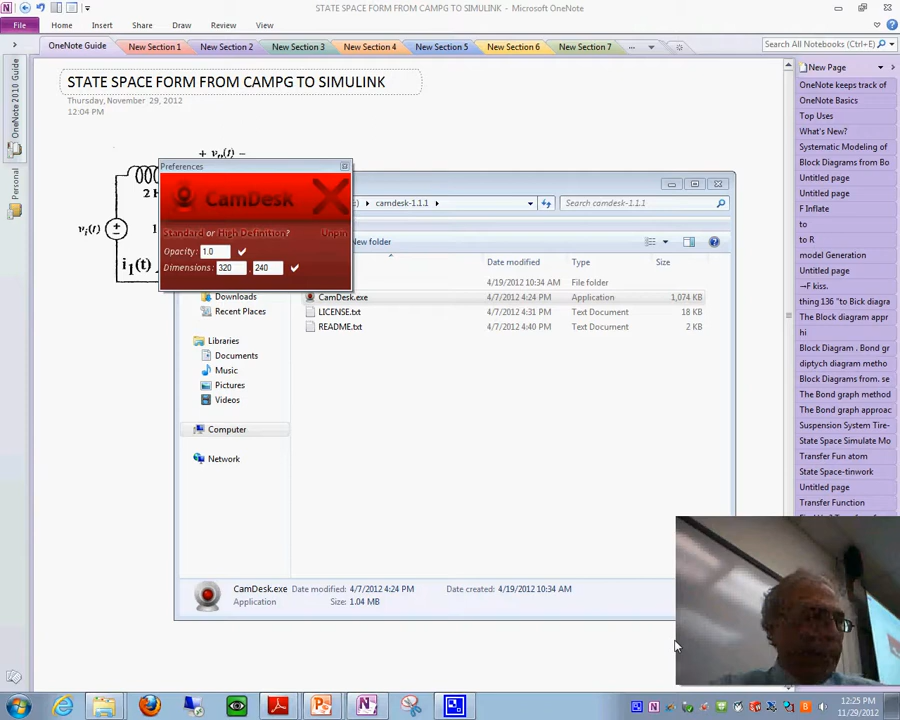 STATE SPACE FORM FROM CAMPG TO SIMULINK - Microsoft OneNote
File Home Insert Share Draw Review View
OneNote Guide New Section 1 New Section 2 New Section 3 New Section 4 New Section 5 New Section 6 New Section 7 ... Search All Notebooks (Ctrl+E)
OneNote 2010 Guide
Personal
STATE SPACE FORM FROM CAMPG TO SIMULINK
Thursday, November 29, 2012
12:04 PM
+ vo(t) –
2 H
vi(t)
1
i1(t)
Preferences
CamDesk
Standard or High Definition? Unpin
Opacity: 1.0
Dimensions: 320 , 240
camdesk-1.1.1 Search camdesk-1.1.1
New folder
Date modified Type Size
4/19/2012 10:34 AM File folder
CamDesk.exe 4/7/2012 4:24 PM Application 1,074 KB
LICENSE.txt 4/7/2012 4:31 PM Text Document 18 KB
README.txt 4/7/2012 4:40 PM Text Document 2 KB
Downloads
Recent Places
Libraries
Documents
Music
Pictures
Videos
Computer
Network
CamDesk.exe Date modified: 4/7/2012 4:24 PM Date created: 4/19/2012 10:34 AM
Application Size: 1.04 MB
New Page
OneNote keeps track of
OneNote Basics
Top Uses
What's New?
Systematic Modeling of
Block Diagrams from Bo
Untitled page
Untitled page
F Inflate
to
to R
model Generation
Untitled page
→F kiss.
thing 136 "to Bick diagra
The Block diagram appr
hi
Block Diagram . Bond gr
diptych diagram metho
Block Diagrams from. se
The Bond graph method
The Bond graph approac
Suspension System Tire-
State Space Simulate Mo
Transfer Fun atom
State Space-tinwork
Untitled page
Transfer Function
12:25 PM
11/29/2012